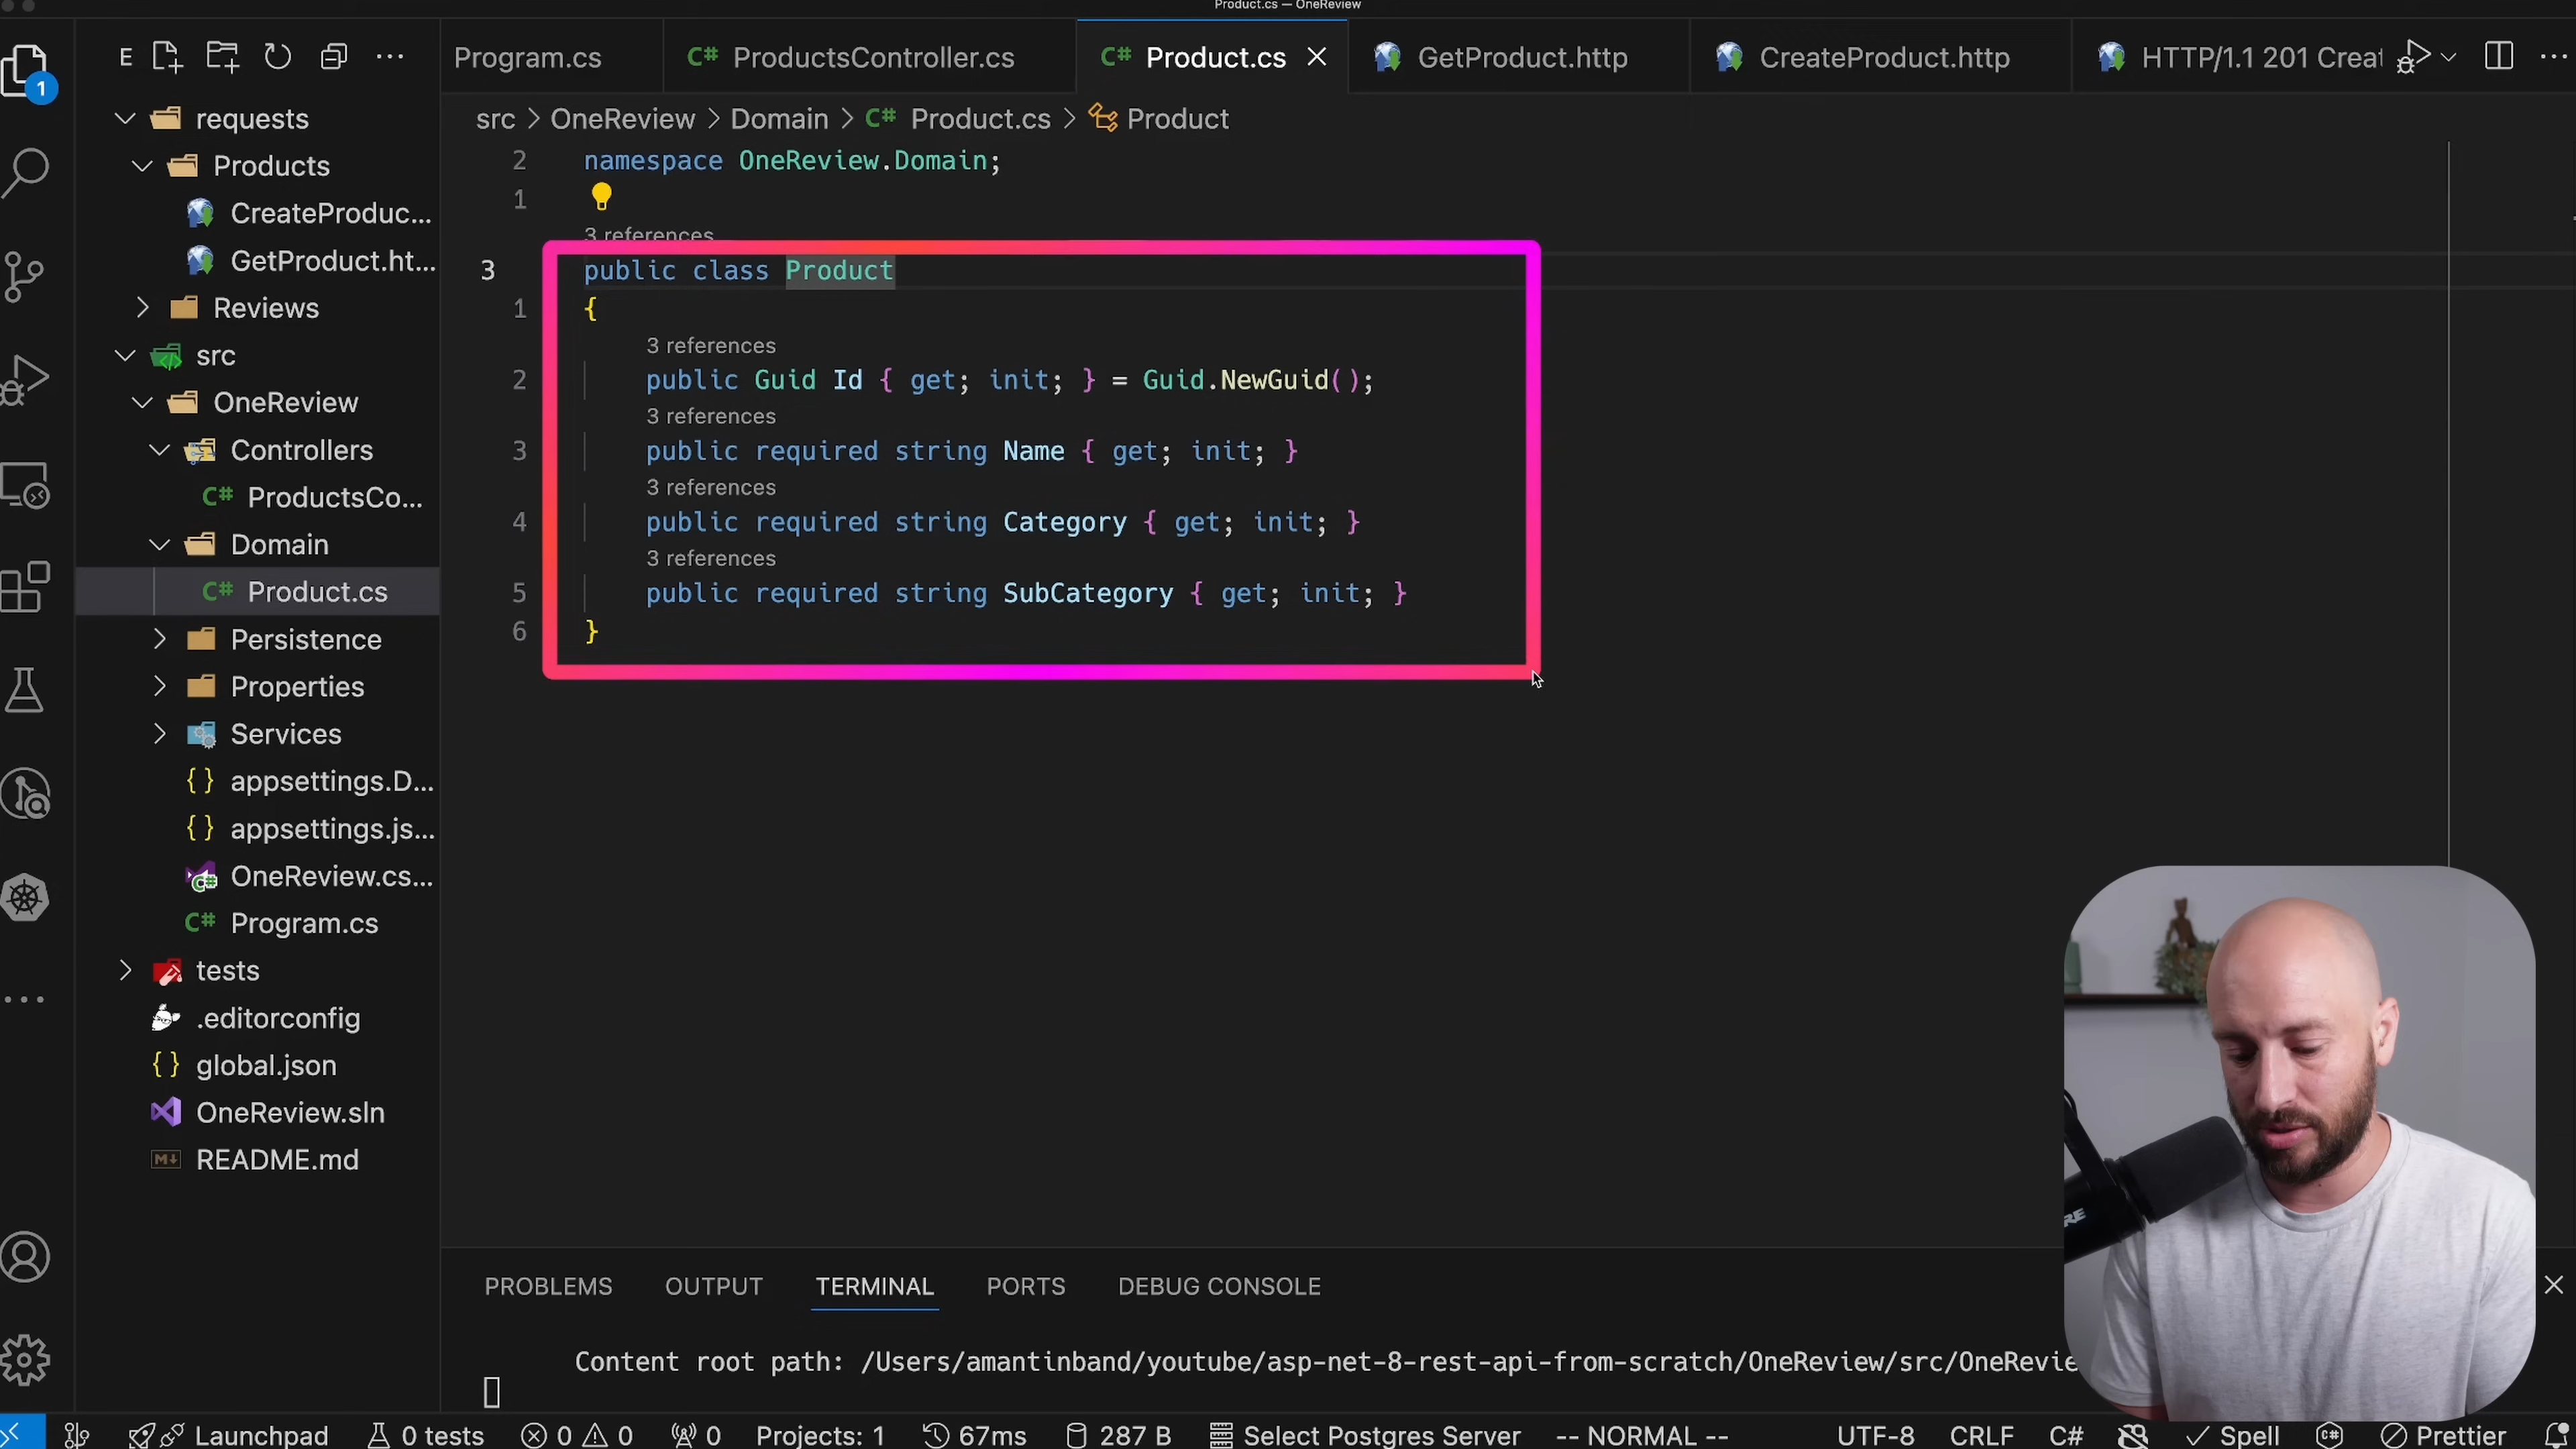 Product.cs — OneReview
E
Program.cs
C# ProductsController.cs
C# Product.cs
GetProduct.http
CreateProduct.http
HTTP/1.1 201 Creat
1
src > OneReview > Domain > C# Product.cs > Product
requests
Products
CreateProduc...
GetProduct.ht...
Reviews
src
OneReview
Controllers
C# ProductsCo...
Domain
C# Product.cs
Persistence
Properties
Services
{} appsettings.D...
{} appsettings.js...
OneReview.cs...
C# Program.cs
tests
.editorconfig
{} global.json
OneReview.sln
README.md
2 namespace OneReview.Domain;
1
3 references
3 public class Product
1 {
3 references
2 public Guid Id { get; init; } = Guid.NewGuid();
3 references
3 public required string Name { get; init; }
3 references
4 public required string Category { get; init; }
3 references
5 public required string SubCategory { get; init; }
6 }
PROBLEMS OUTPUT TERMINAL PORTS DEBUG CONSOLE
Content root path: /Users/amantinband/youtube/asp-net-8-rest-api-from-scratch/OneReview/src/OneRevie
Launchpad 0 tests 0 0 0 Projects: 1 67ms 287 B Select Postgres Server -- NORMAL -- UTF-8 CRLF C# Spell Prettier